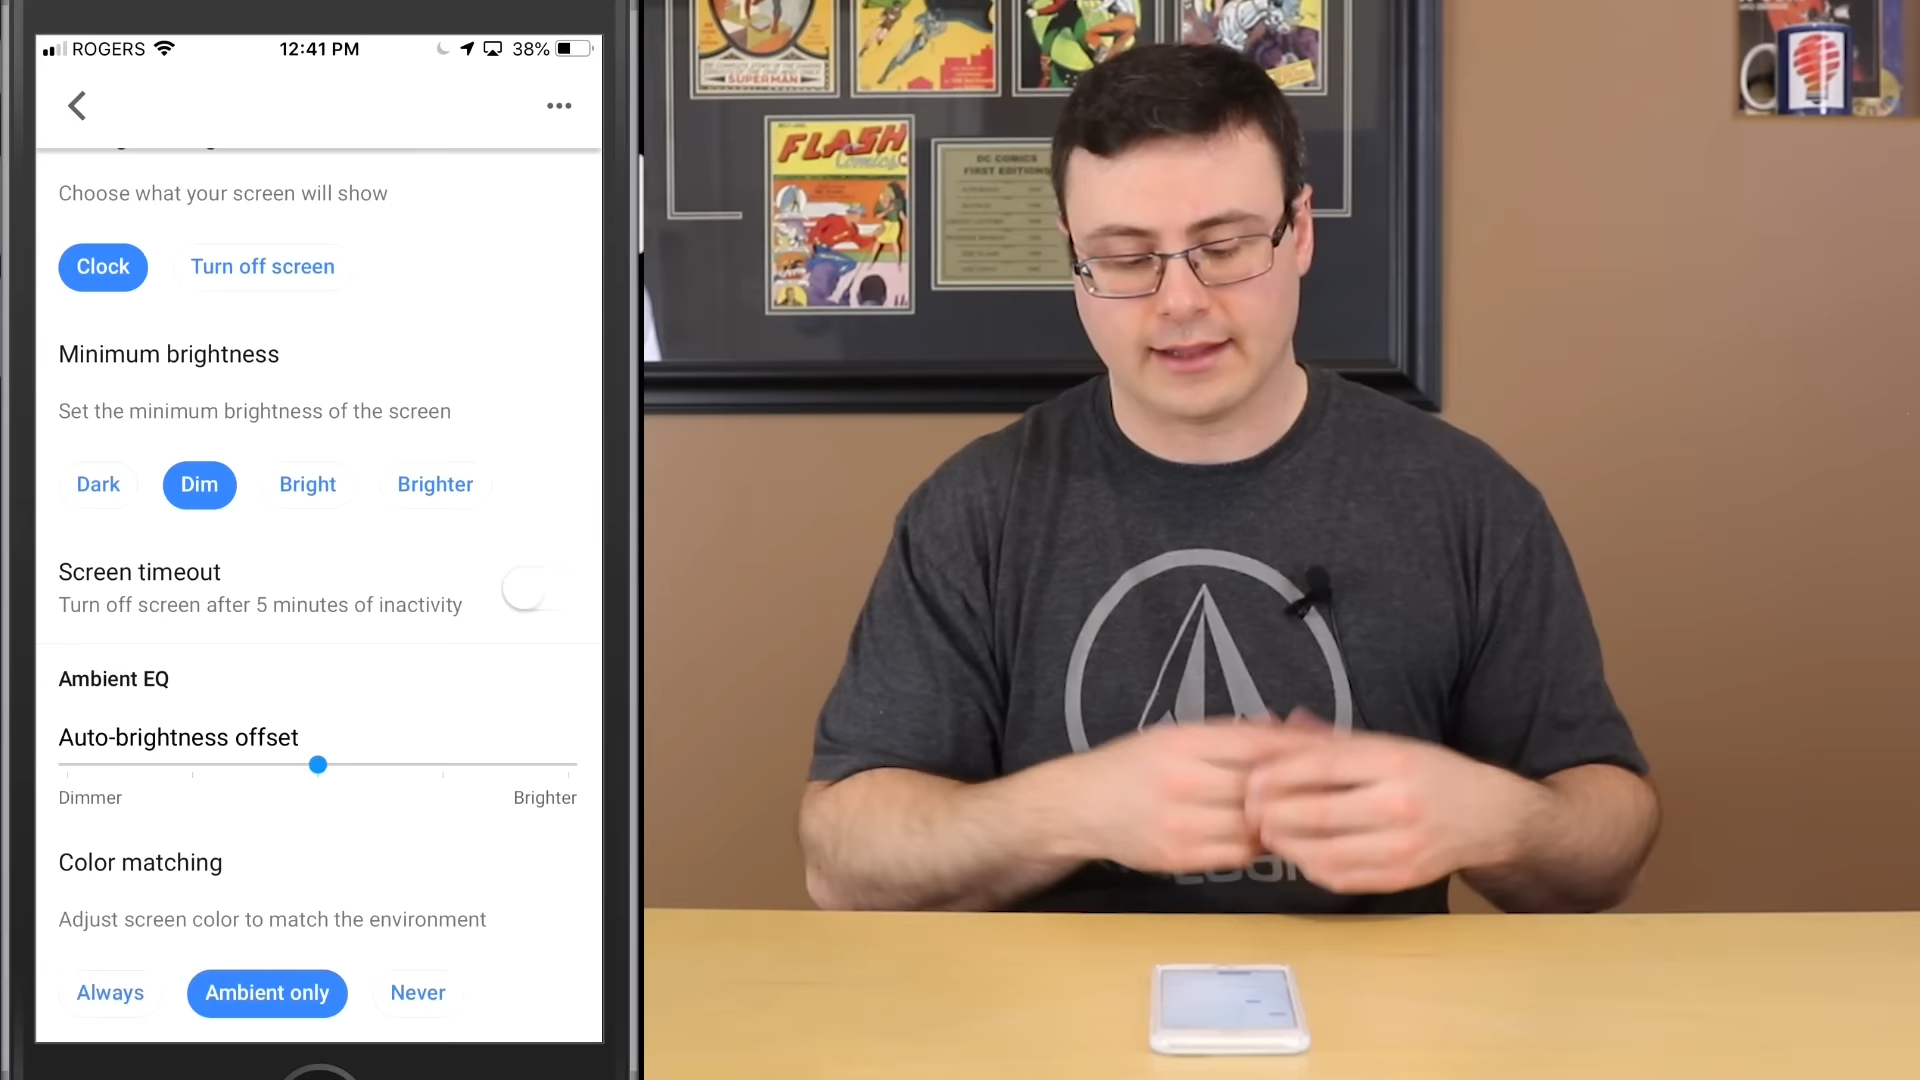 ROGERS 12:41 PM 38%
Choose what your screen will show
Clock Turn off screen
Minimum brightness
Set the minimum brightness of the screen
Dark Dim Bright Brighter
Screen timeout
Turn off screen after 5 minutes of inactivity
Ambient EQ
Auto-brightness offset
Dimmer Brighter
Color matching
Adjust screen color to match the environment
Always Ambient only Never
SUPERMAN
FLASH
Comics
DC COMICS
FIRST EDITIONS